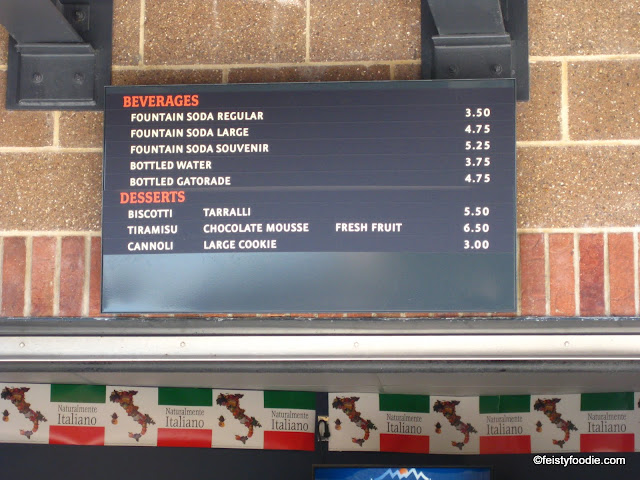 BEVERAGES
FOUNTAIN SODA REGULAR 3.50
FOUNTAIN SODA LARGE 4.75
FOUNTAIN SODA SOUVENIR 5.25
BOTTLED WATER 3.75
BOTTLED GATORADE 4.75
DESSERTS
BISCOTTI TARRALLI 5.50
TIRAMISU CHOCOLATE MOUSSE FRESH FRUIT 6.50
CANNOLI LARGE COOKIE 3.00
Naturalmente Italiano Naturalmente Italiano Naturalmente Italiano Naturalmente Italiano Naturalmente Italiano Naturalmente Italiano
©feistyfoodie.com